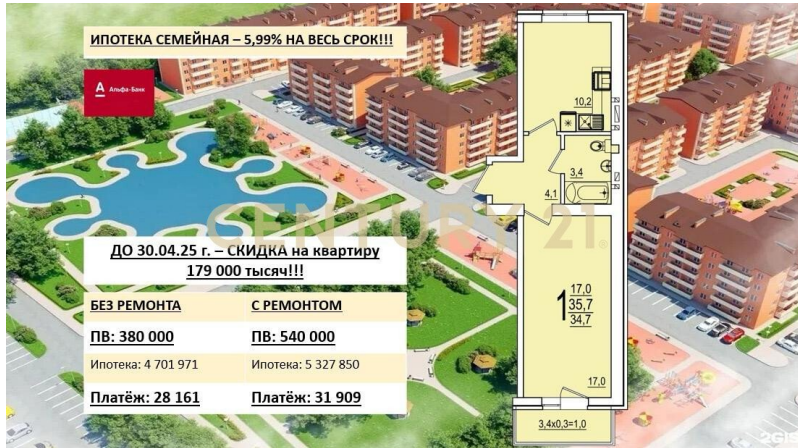 ИПОТЕКА СЕМЕЙНАЯ – 5,99% НА ВЕСЬ СРОК!!!
А Альфа-Банк
10,2
3,4
4,1
CENTURY 21
ДО 30.04.25 г. – СКИДКА на квартиру
179 000 тысяч!!!
БЕЗ РЕМОНТА
С РЕМОНТОМ
ПВ: 380 000
ПВ: 540 000
Ипотека: 4 701 971
Ипотека: 5 327 850
Платёж: 28 161
Платёж: 31 909
1
17,0
35,7
34,7
17,0
3,4х0,3=1,0
2GIS